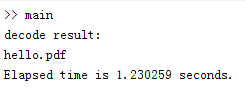 >> main
decode result:
hello.pdf
Elapsed time is 1.230259 seconds.